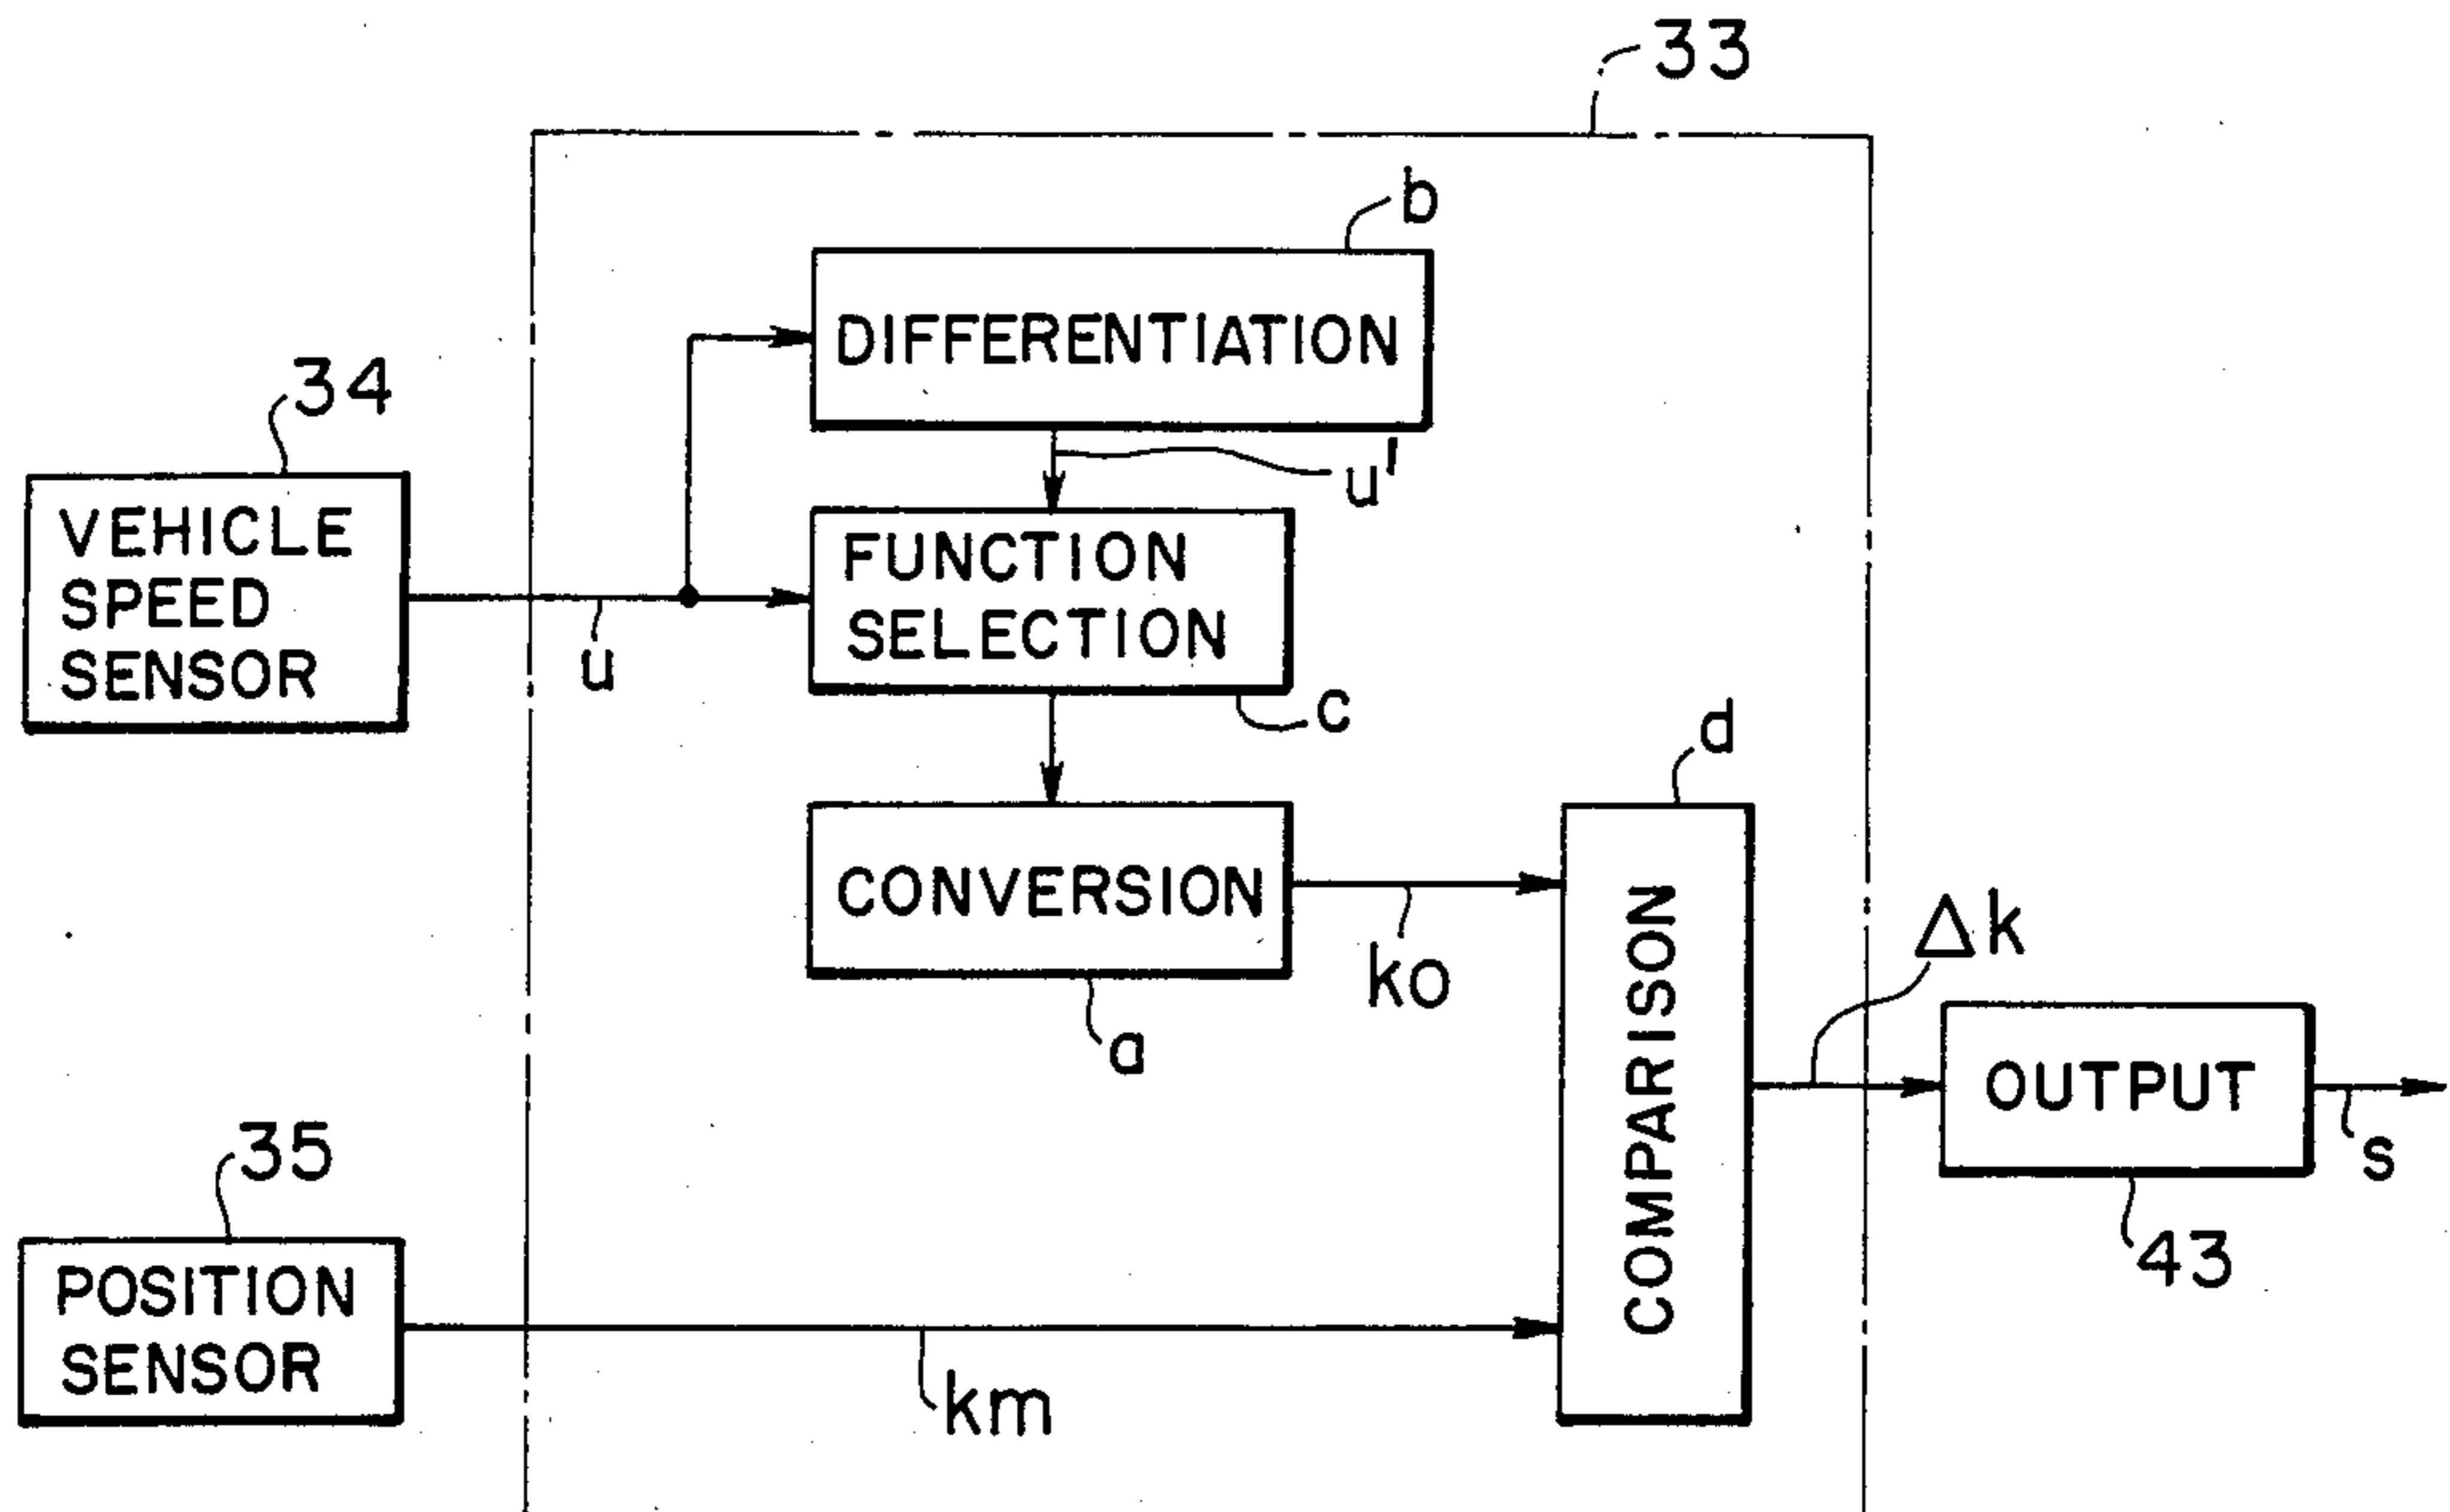 33
b
DIFFERENTIATION
34
u'
VEHICLE
SPEED
SENSOR
FUNCTION
SELECTION
u
c
d
CONVERSION
ko
a
COMPARISON
Δk
OUTPUT
s
43
35
POSITION
SENSOR
km